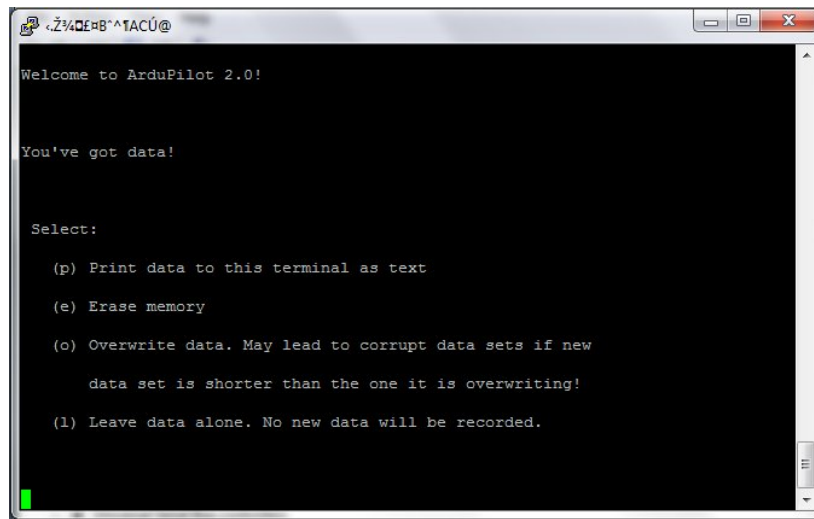 Welcome to ArduPilot 2.0!
You've got data!
Select:
(p) Print data to this terminal as text
(e) Erase memory
(o) Overwrite data. May lead to corrupt data sets if new
data set is shorter than the one it is overwriting!
(l) Leave data alone. No new data will be recorded.